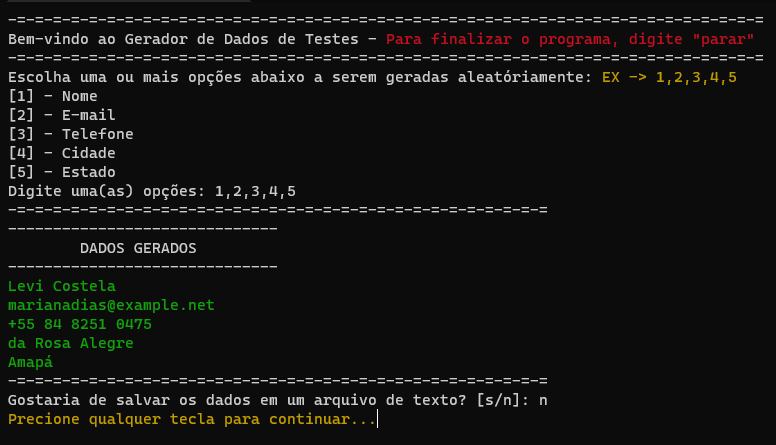 -=-=-=-=-=-=-=-=-=-=-=-=-=-=-=-=-=-=-=-=-=-=-=-=-=-=-=-=-=-=-=-=-=-=-=-=-=-=-=-=-=-=
Bem-vindo ao Gerador de Dados de Testes - Para finalizar o programa, digite "parar"
-=-=-=-=-=-=-=-=-=-=-=-=-=-=-=-=-=-=-=-=-=-=-=-=-=-=-=-=-=-=-=-=-=-=-=-=-=-=-=-=-=-=
Escolha uma ou mais opções abaixo a serem geradas aleatóriamente: EX -> 1,2,3,4,5
[1] - Nome
[2] - E-mail
[3] - Telefone
[4] - Cidade
[5] - Estado
Digite uma(as) opções: 1,2,3,4,5
-=-=-=-=-=-=-=-=-=-=-=-=-=-=-=-=-=-=-=-=-=-=-=-=-=-=-=-=-=-=
------------------------------
DADOS GERADOS
------------------------------
Levi Costela
marianadias@example.net
+55 84 8251 0475
da Rosa Alegre
Amapá
-=-=-=-=-=-=-=-=-=-=-=-=-=-=-=-=-=-=-=-=-=-=-=-=-=-=-=-=-=-=
Gostaria de salvar os dados em um arquivo de texto? [s/n]: n
Precione qualquer tecla para continuar...